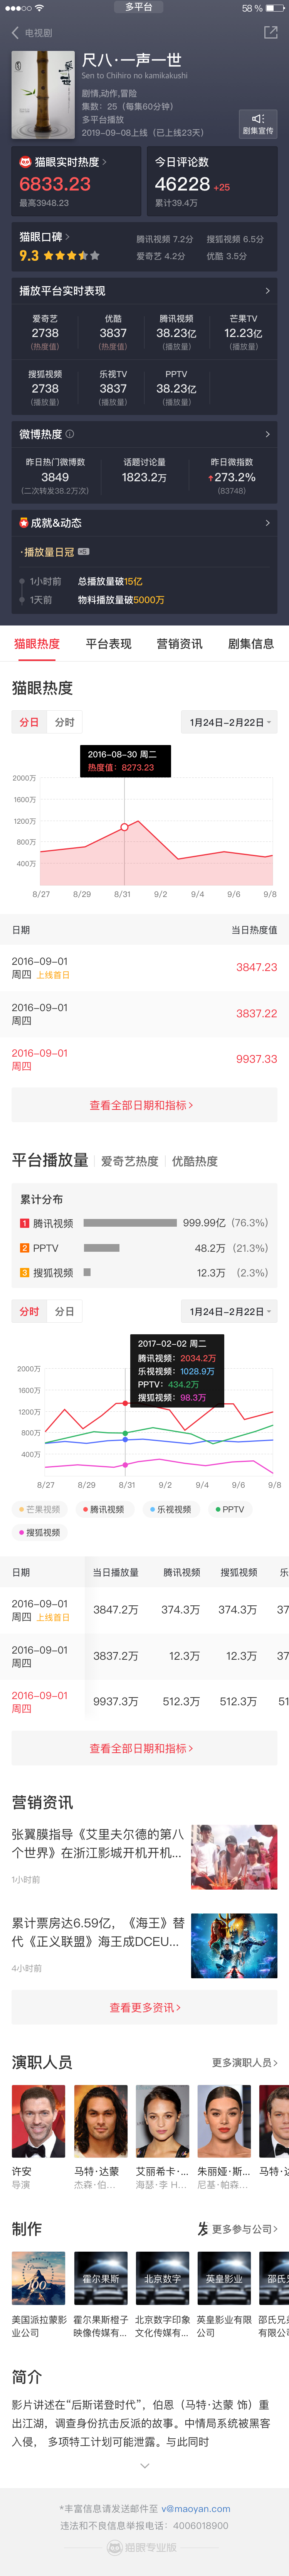 多平台
58 %
电视剧
尺八·一声一世
Sen to Chihiro no kamikakushi
剧情,动作,冒险
集数：25（每集60分钟）
多平台播放
2019-09-08上线（已上线23天）
剧集宣传
猫眼实时热度
6833.23
最高3948.23
今日评论数
46228 +25
累计39.4万
猫眼口碑
9.3
腾讯视频 7.2分 搜狐视频 6.5分
爱奇艺 4.2分 优酷 3.5分
播放平台实时表现
爱奇艺 优酷 腾讯视频 芒果TV
2738 3837 38.23亿 12.23亿
(热度值) (热度值) (播放量) (播放量)
搜狐视频 乐视TV PPTV
2738 3837 38.23亿
(播放量) (播放量) (播放量)
微博热度
昨日热门微博数 话题讨论量 昨日微指数
3849 1823.2万 273.2%
(二次转发38.2万次) (83748)
成就&动态
·播放量日冠
1小时前 总播放量破15亿
1天前 物料播放量破5000万
猫眼热度 平台表现 营销资讯 剧集信息
猫眼热度
分日 分时 1月24日-2月22日
2016-08-30 周二
热度值：8273.23
2000万
1600万
1200万
800万
400万
8/27 8/29 8/31 9/2 9/4 9/6 9/8
日期 当日热度值
2016-09-01
周四 上线首日
3847.23
2016-09-01
周四
3837.22
2016-09-01
周四
9937.33
查看全部日期和指标
平台播放量 爱奇艺热度 优酷热度
累计分布
1 腾讯视频 999.99亿 (76.3%)
2 PPTV 48.2万 (21.3%)
3 搜狐视频 12.3万 (2.3%)
分时 分日 1月24日-2月22日
2017-02-02 周二
腾讯视频：2034.2万
乐视视频：1028.9万
PPTV：434.2万
搜狐视频：98.3万
2000万
1600万
1200万
800万
400万
8/27 8/29 8/31 9/2 9/4 9/6 9/8
芒果视频 腾讯视频 乐视视频 PPTV
搜狐视频
日期 当日播放量 腾讯视频 搜狐视频 乐
2016-09-01
周四 上线首日
3847.2万 374.3万 374.3万 37
2016-09-01
周四
3837.2万 12.3万 12.3万 37
2016-09-01
周四
9937.3万 512.3万 512.3万 51
查看全部日期和指标
营销资讯
张翼膜指导《艾里夫尔德的第八
个世界》在浙江影城开机开机...
1小时前
累计票房达6.59亿，《海王》替
代《正义联盟》海王成DCEU...
4小时前
查看更多资讯
演职人员 更多演职人员
许安 马特·达蒙 艾丽希卡·... 朱丽娅·斯... 马特·达
导演 杰森·伯... 海瑟·李 H... 尼基·帕森...
制作 发 更多参与公司
100 霍尔果斯 北京数字 英皇影业 邵氏
美国派拉蒙影
业公司
霍尔果斯橙子
映像传媒有...
北京数字印象
文化传媒有...
英皇影业有限
公司
邵氏兄
有限公
简介
影片讲述在“后斯诺登时代”，伯恩（马特·达蒙 饰）重
出江湖，调查身份抗击反派的故事。中情局系统被黑客
入侵， 多项特工计划可能泄露。与此同时
*丰富信息请发送邮件至 v@maoyan.com
违法和不良信息举报电话：4006018900
猫眼专业版